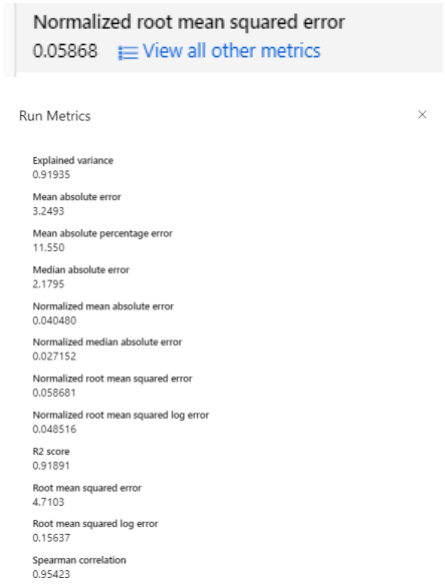 Normalized root mean squared error
0.05868 View all other metrics
Run Metrics
Explained variance
0.91935
Mean absolute error
3.2493
Mean absolute percentage error
11.550
Median absolute error
2.1795
Normalized mean absolute error
0.040480
Normalized median absolute error
0.027152
Normalized root mean squared error
0.058681
Normalized root mean squared log error
0.048516
R2 score
0.91891
Root mean squared error
4.7103
Root mean squared log error
0.15637
Spearman correlation
0.95423